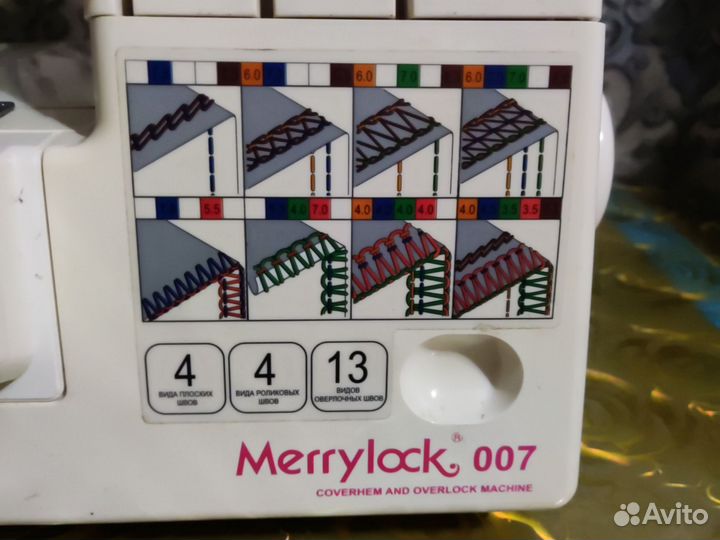 6.0 6.0 7.0 6.0 7.0
5.5 4.0 7.0 4.0 4.0 4.0 4.0 3.5 3.5
4 4 13
ВИДА ПЛОСКИХ ШВОВ
ВИДА РОЛИКОВЫХ ШВОВ
ВИДОВ ОВЕРЛОЧНЫХ ШВОВ
Merrylock® 007
COVERHEM AND OVERLOCK MACHINE
Avito